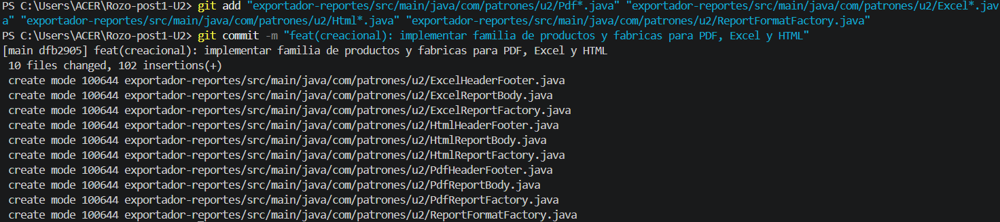 PS C:\Users\ACER\Rozo-post1-U2> git add "exportador-reportes/src/main/java/com/patrones/u2/Pdf*.java" "exportador-reportes/src/main/java/com/patrones/u2/Excel*.jav
a" "exportador-reportes/src/main/java/com/patrones/u2/Html*.java" "exportador-reportes/src/main/java/com/patrones/u2/ReportFormatFactory.java"
PS C:\Users\ACER\Rozo-post1-U2> git commit -m "feat(creacional): implementar familia de productos y fabricas para PDF, Excel y HTML"
[main dfb2905] feat(creacional): implementar familia de productos y fabricas para PDF, Excel y HTML
 10 files changed, 102 insertions(+)
 create mode 100644 exportador-reportes/src/main/java/com/patrones/u2/ExcelHeaderFooter.java
 create mode 100644 exportador-reportes/src/main/java/com/patrones/u2/ExcelReportBody.java
 create mode 100644 exportador-reportes/src/main/java/com/patrones/u2/ExcelReportFactory.java
 create mode 100644 exportador-reportes/src/main/java/com/patrones/u2/HtmlHeaderFooter.java
 create mode 100644 exportador-reportes/src/main/java/com/patrones/u2/HtmlReportBody.java
 create mode 100644 exportador-reportes/src/main/java/com/patrones/u2/HtmlReportFactory.java
 create mode 100644 exportador-reportes/src/main/java/com/patrones/u2/PdfHeaderFooter.java
 create mode 100644 exportador-reportes/src/main/java/com/patrones/u2/PdfReportBody.java
 create mode 100644 exportador-reportes/src/main/java/com/patrones/u2/PdfReportFactory.java
 create mode 100644 exportador-reportes/src/main/java/com/patrones/u2/ReportFormatFactory.java